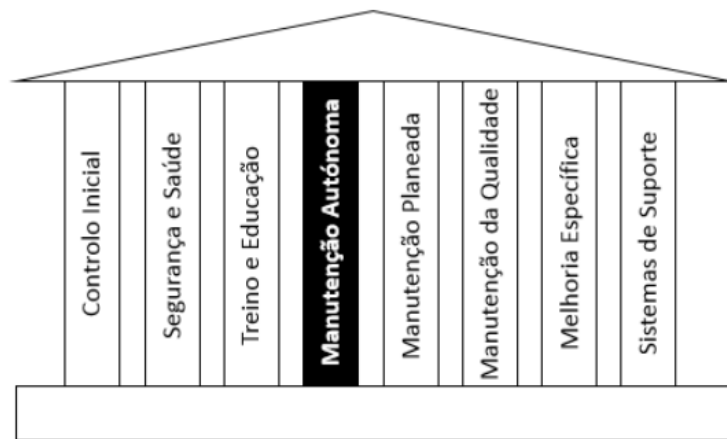 Controlo Inicial
Segurança e Saúde
Treino e Educação
Manutenção Autónoma
Manutenção Planeada
Manutenção da Qualidade
Melhoria Específica
Sistemas de Suporte